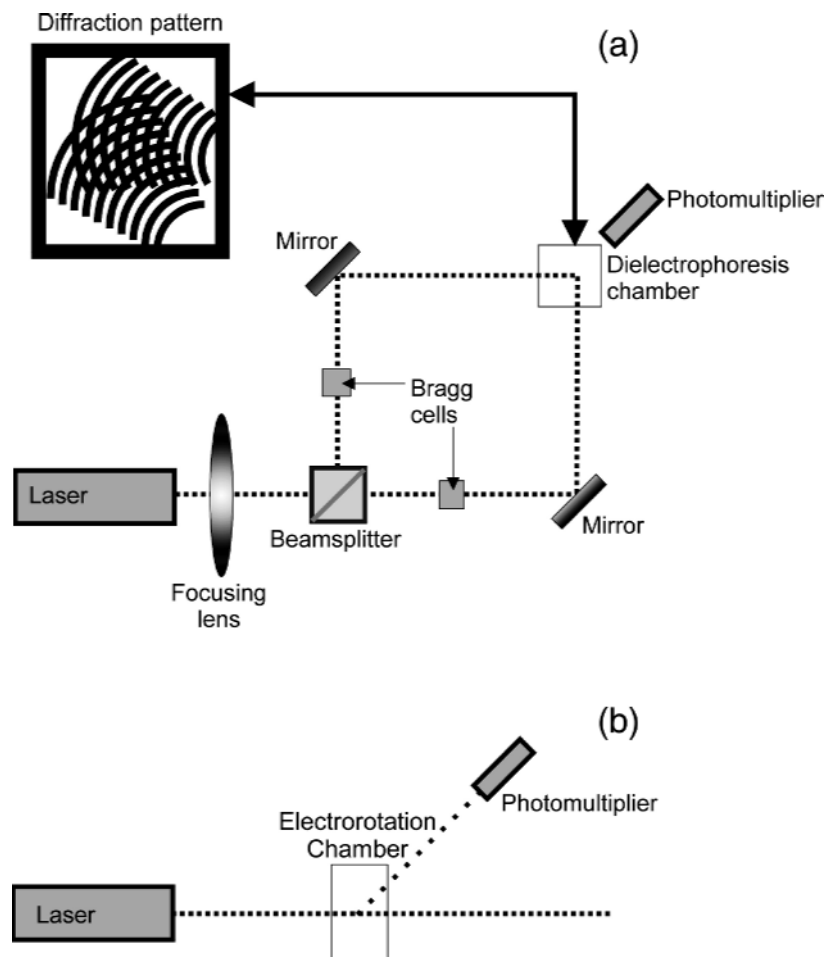 Diffraction pattern
(a)
Photomultiplier
Mirror
Dielectrophoresis
chamber
Bragg
cells
Laser
Beamsplitter
Mirror
Focusing
lens
(b)
Photomultiplier
Electrorotation
Chamber
Laser